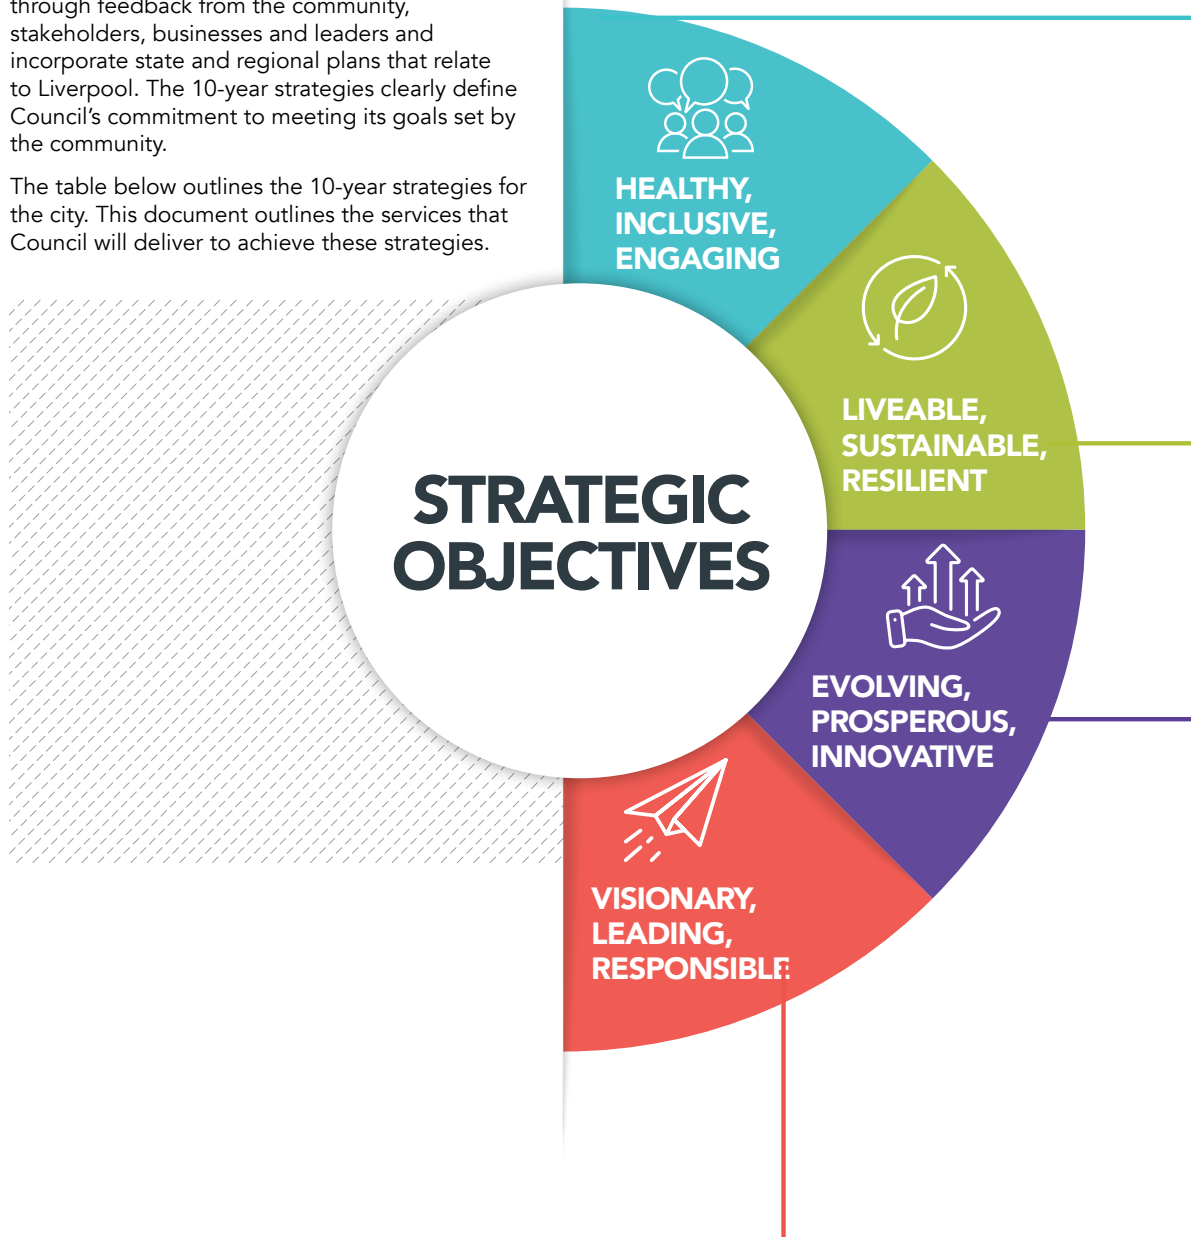 through feedback from the community,
stakeholders, businesses and leaders and
incorporate state and regional plans that relate
to Liverpool. The 10-year strategies clearly define
Council’s commitment to meeting its goals set by
the community.
The table below outlines the 10-year strategies for
the city. This document outlines the services that
Council will deliver to achieve these strategies.
HEALTHY,
INCLUSIVE,
ENGAGING
LIVEABLE,
SUSTAINABLE,
RESILIENT
STRATEGIC
OBJECTIVES
EVOLVING,
PROSPEROUS,
INNOVATIVE
VISIONARY,
LEADING,
RESPONSIBLE